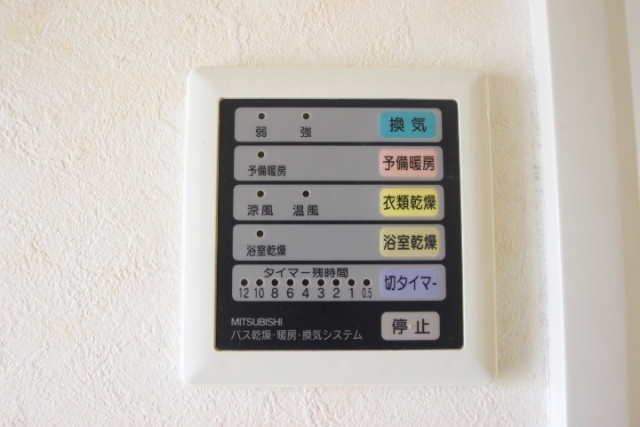 弱 強 換気
予備暖房 予備暖房
涼風 温風 衣類乾燥
浴室乾燥 浴室乾燥
タイマー残時間
12 10 8 6 4 3 2 1 0.5 切タイマー
MITSUBISHI
バス乾燥・暖房・換気システム 停止